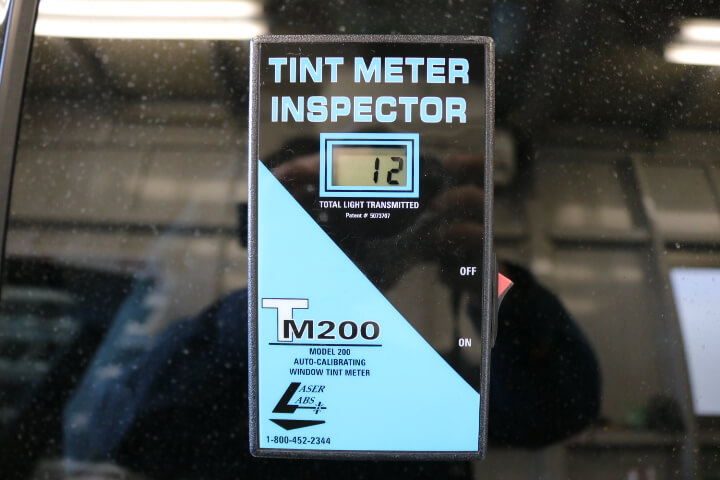 TINT METER
INSPECTOR
12
TOTAL LIGHT TRANSMITTED
Patent # 5073707
OFF
ON
TM200
MODEL 200
AUTO-CALIBRATING
WINDOW TINT METER
LASER
LABS
1-800-452-2344